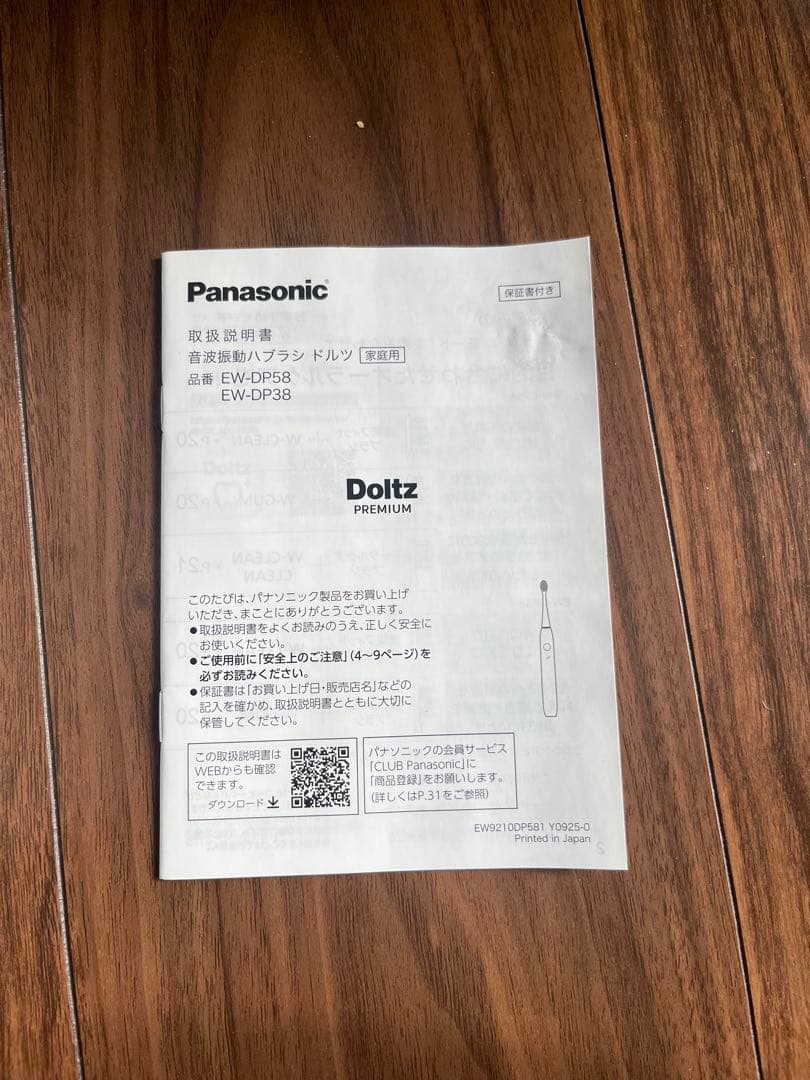 Panasonic
保証書付き
取扱説明書
音波振動ハブラシ ドルツ 家庭用
品番 EW-DP58
EW-DP38
Doltz
PREMIUM
このたびは、パナソニック製品をお買い上げ
いただき、まことにありがとうございます。
●取扱説明書をよくお読みのうえ、正しく安全に
お使いください。
●ご使用前に「安全上のご注意」(4~9ページ)を
必ずお読みください。
●保証書は「お買い上げ日・販売店名」などの
記入を確かめ、取扱説明書とともに大切に
保管してください。
この取扱説明書は
WEBからも確認
できます。
ダウンロード
パナソニックの会員サービス
「CLUB Panasonic」に
「商品登録」をお願いします。
(詳しくはP.31をご参照)
EW9210DP581 Y0925-0
Printed in Japan